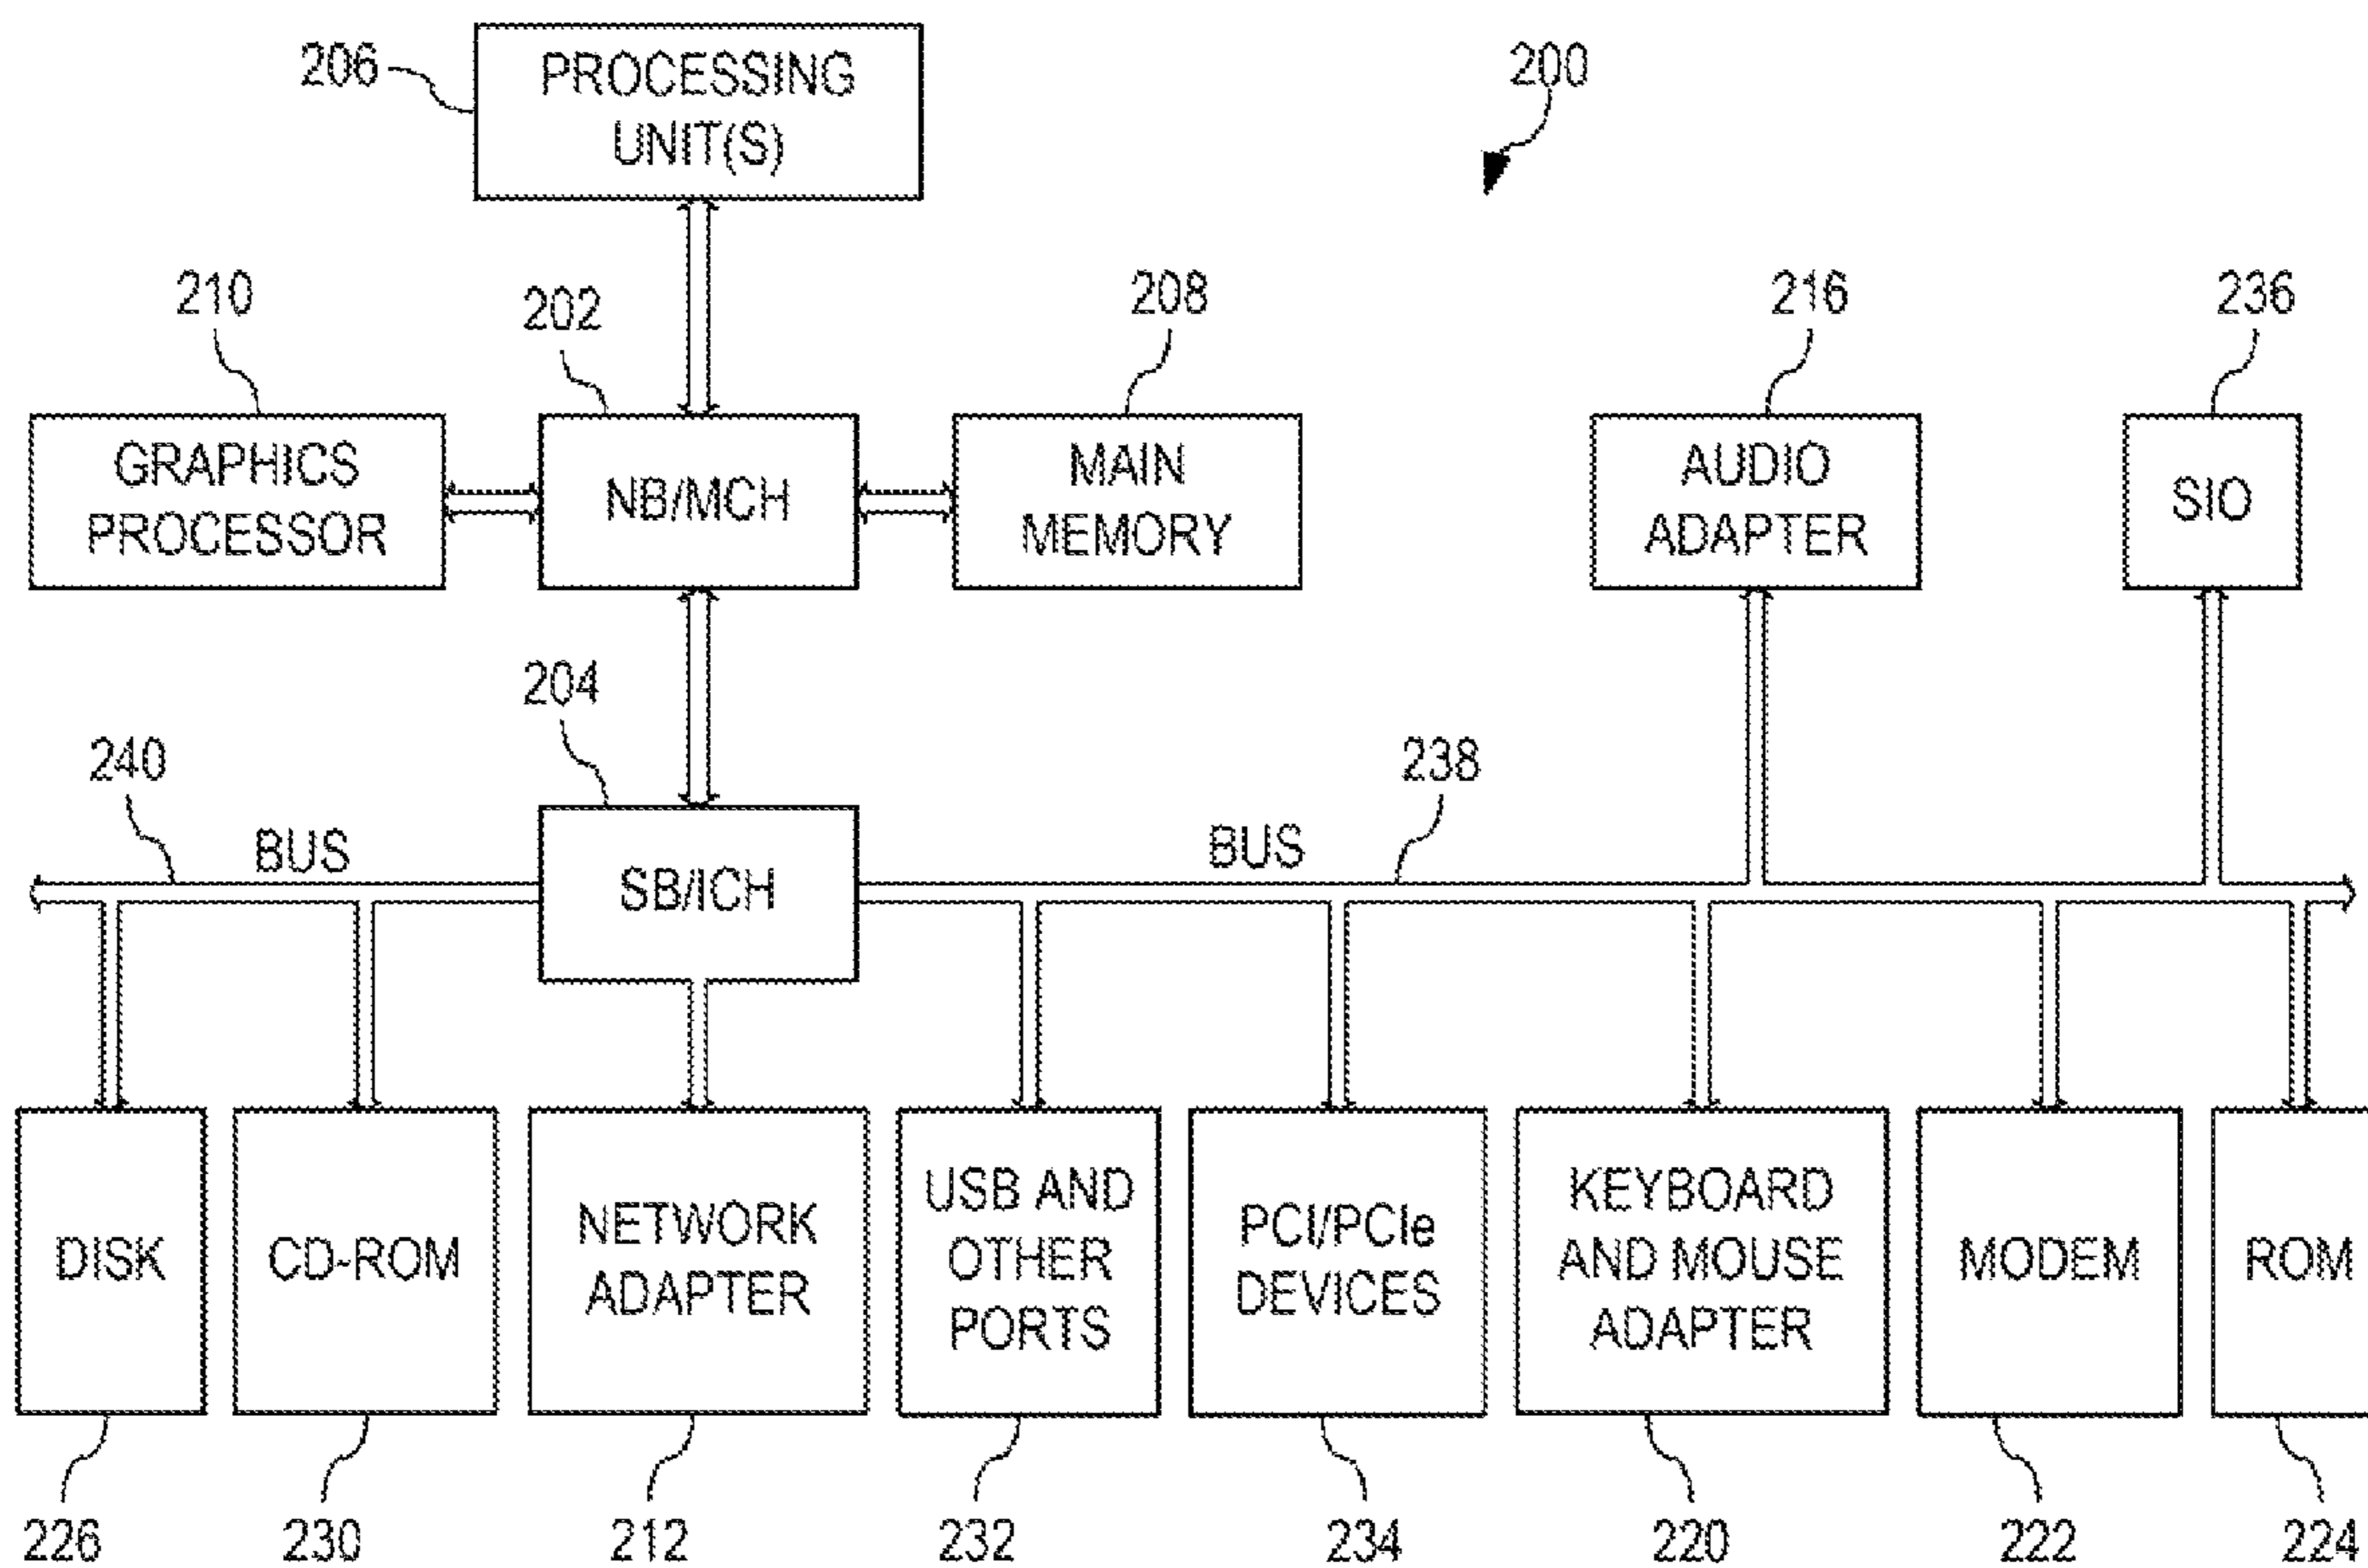 206
PROCESSING
UNIT(S)
200
210
202
208
216
236
GRAPHICS
PROCESSOR
NB/MCH
MAIN
MEMORY
AUDIO
ADAPTER
SIO
204
240
BUS
SB/ICH
BUS
238
DISK
CD-ROM
NETWORK
ADAPTER
USB AND
OTHER
PORTS
PCI/PCIe
DEVICES
KEYBOARD
AND MOUSE
ADAPTER
MODEM
ROM
226
230
212
232
234
220
222
224